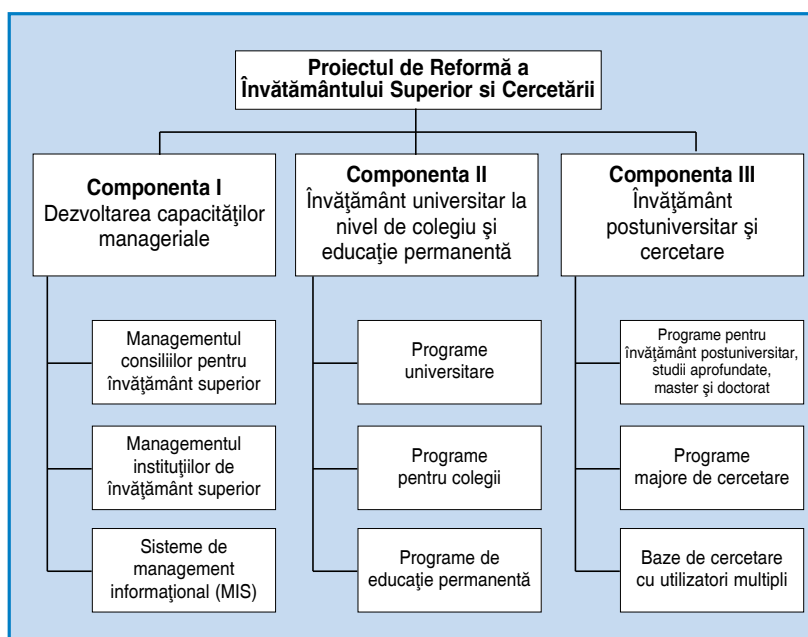 Proiectul de Reformă a
Învătământului Superior si Cercetării
Componenta I
Dezvoltarea capacităţilor
manageriale
Componenta II
Învăţământ universitar la
nivel de colegiu şi
educaţie permanentă
Componenta III
Învăţământ
postuniversitar şi
cercetare
Managementul
consiliilor pentru
învăţământ superior
Managementul
instituţiilor de
învăţământ superior
Sisteme de
management
informaţional (MIS)
Programe
universitare
Programe
pentru colegii
Programe de
educaţie permanentă
Programe pentru
învăţământ postuniversitar,
studii aprofundate,
master şi doctorat
Programe
majore de cercetare
Baze de cercetare
cu utilizatori multipli